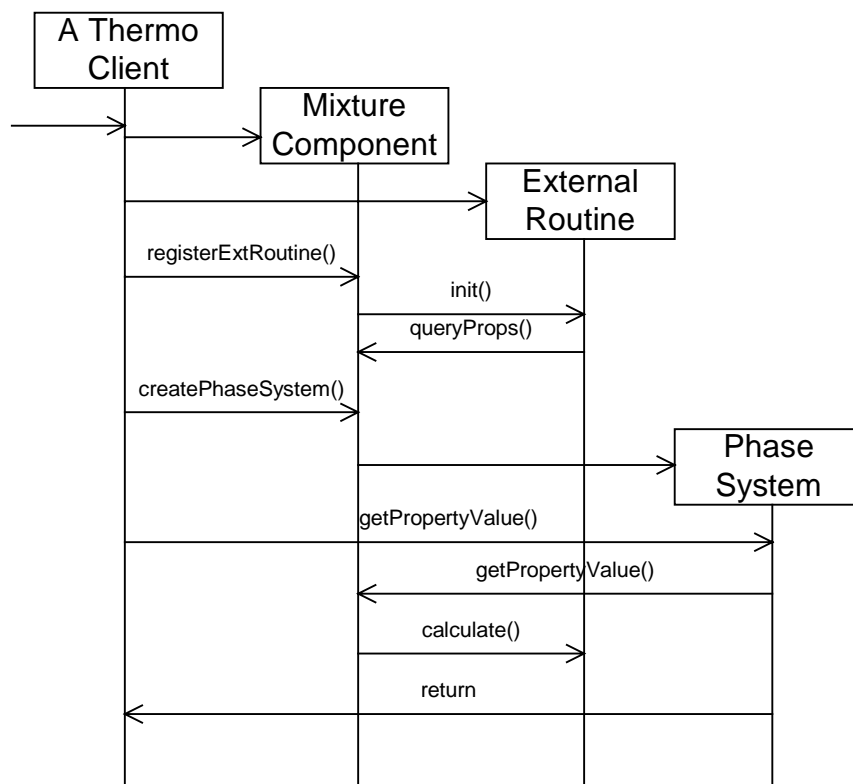 A Thermo
Client
Mixture
Component
External
Routine
registerExtRoutine()
init()
queryProps()
createPhaseSystem()
Phase
System
getPropertyValue()
getPropertyValue()
calculate()
return